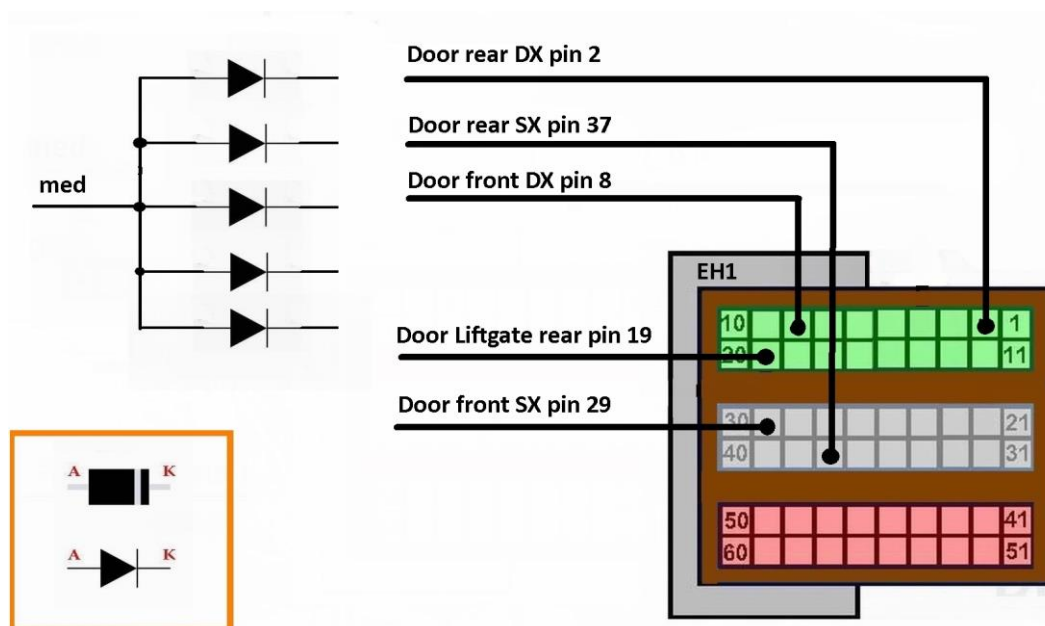 Door rear DX pin 2
Door rear SX pin 37
med
Door front DX pin 8
EH1
10 1
Door Liftgate rear pin 19
20 11
Door front SX pin 29
30 21
40 31
A K
50 41
A K
60 51